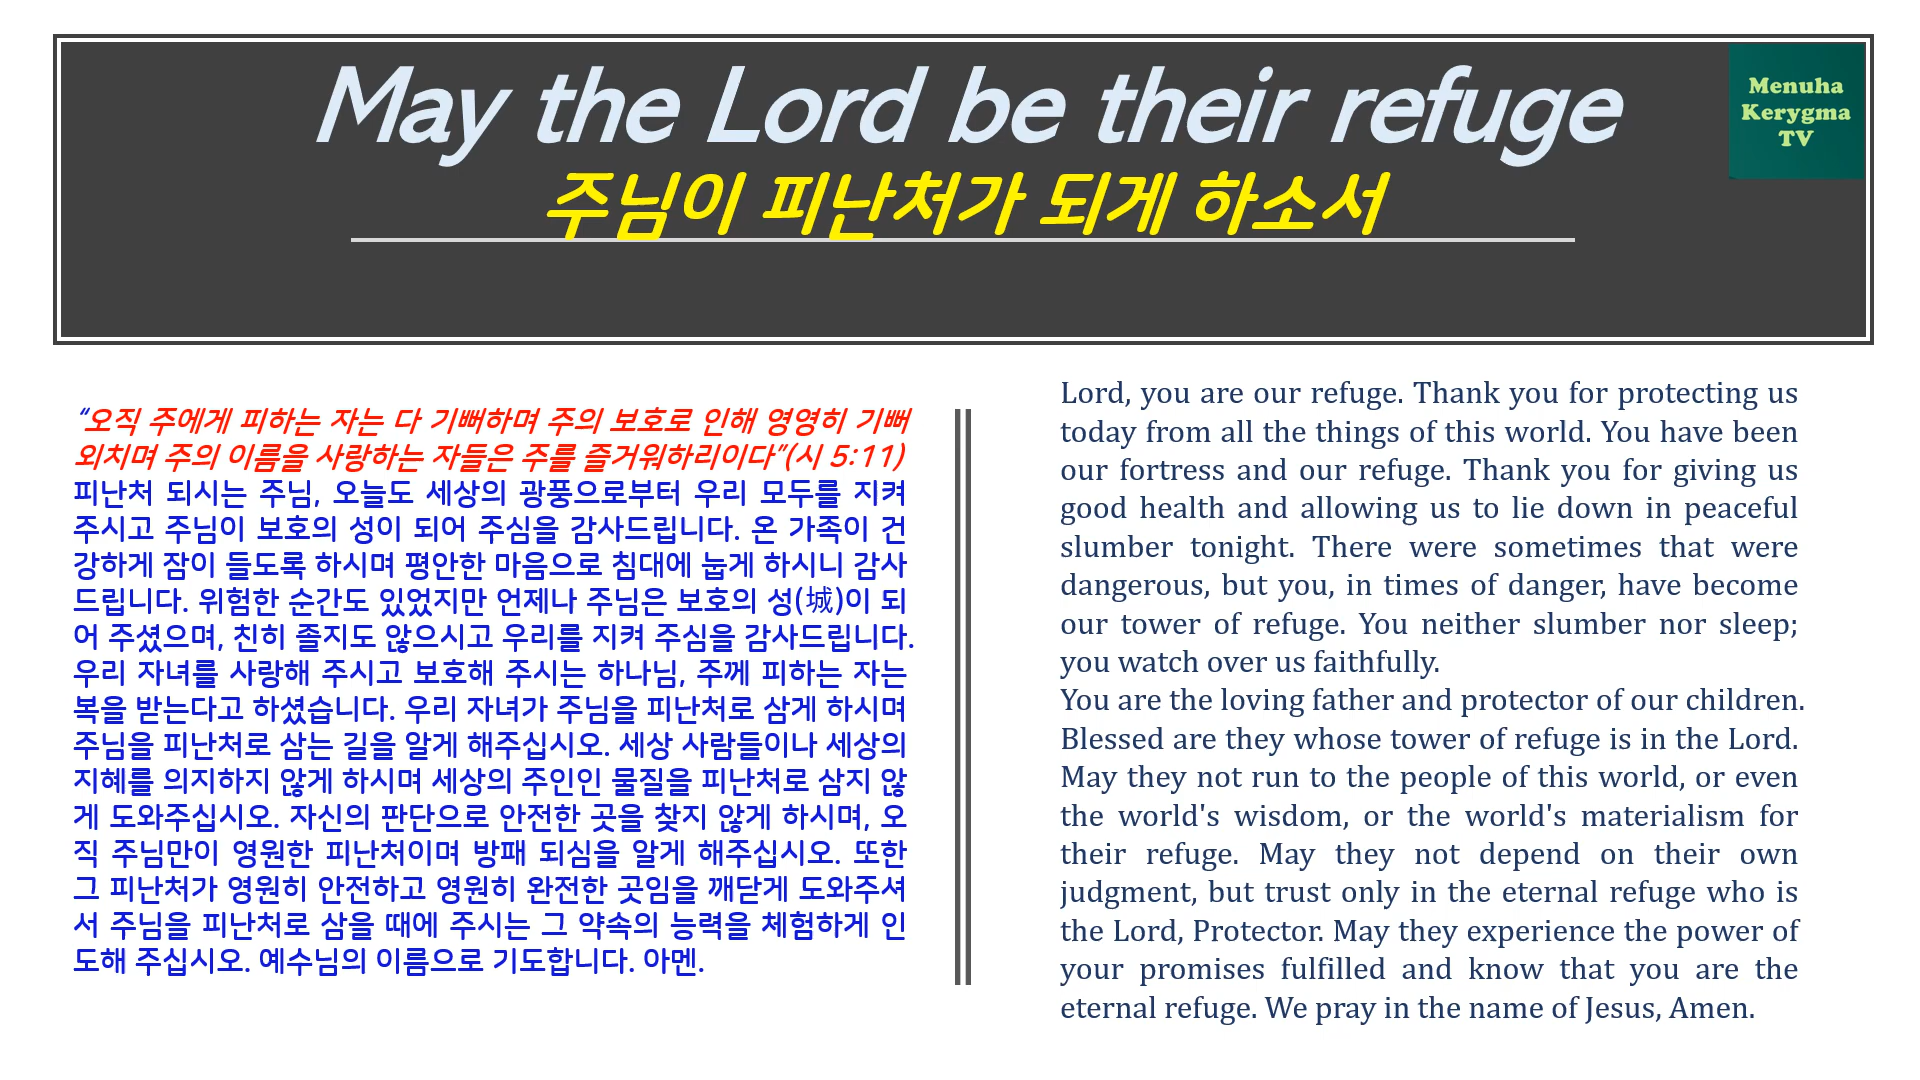 May the Lord be their refuge
주님이 피난처가 되게 하소서
Menuha
Kerygma
TV
“오직 주에게 피하는 자는 다 기뻐하며 주의 보호로 인해 영영히 기뻐
외치며 주의 이름을 사랑하는 자들은 주를 즐거워하리이다”(시 5:11)
피난처 되시는 주님, 오늘도 세상의 광풍으로부터 우리 모두를 지켜
주시고 주님이 보호의 성이 되어 주심을 감사드립니다. 온 가족이 건
강하게 잠이 들도록 하시며 평안한 마음으로 침대에 눕게 하시니 감사
드립니다. 위험한 순간도 있었지만 언제나 주님은 보호의 성(城)이 되
어 주셨으며, 친히 졸지도 않으시고 우리를 지켜 주심을 감사드립니다.
우리 자녀를 사랑해 주시고 보호해 주시는 하나님, 주께 피하는 자는
복을 받는다고 하셨습니다. 우리 자녀가 주님을 피난처로 삼게 하시며
주님을 피난처로 삼는 길을 알게 해주십시오. 세상 사람들이나 세상의
지혜를 의지하지 않게 하시며 세상의 주인인 물질을 피난처로 삼지 않
게 도와주십시오. 자신의 판단으로 안전한 곳을 찾지 않게 하시며, 오
직 주님만이 영원한 피난처이며 방패 되심을 알게 해주십시오. 또한
그 피난처가 영원히 안전하고 영원히 완전한 곳임을 깨닫게 도와주셔
서 주님을 피난처로 삼을 때에 주시는 그 약속의 능력을 체험하게 인
도해 주십시오. 예수님의 이름으로 기도합니다. 아멘.
Lord, you are our refuge. Thank you for protecting us
today from all the things of this world. You have been
our fortress and our refuge. Thank you for giving us
good health and allowing us to lie down in peaceful
slumber tonight. There were sometimes that were
dangerous, but you, in times of danger, have become
our tower of refuge. You neither slumber nor sleep;
you watch over us faithfully.
You are the loving father and protector of our children.
Blessed are they whose tower of refuge is in the Lord.
May they not run to the people of this world, or even
the world's wisdom, or the world's materialism for
their refuge. May they not depend on their own
judgment, but trust only in the eternal refuge who is
the Lord, Protector. May they experience the power of
your promises fulfilled and know that you are the
eternal refuge. We pray in the name of Jesus, Amen.